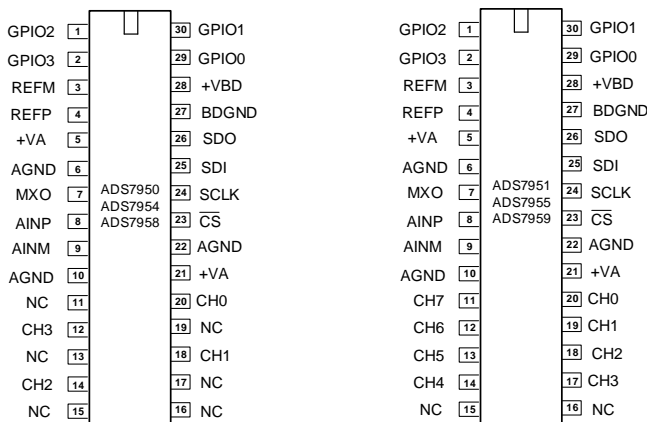 GPIO2 1 30 GPIO1
GPIO3 2 29 GPIO0
REFM 3 28 +VBD
REFP 4 27 BDGND
+VA 5 26 SDO
AGND 6 25 SDI
MXO 7 24 SCLK
AINP 8 23 CS
AINM 9 22 AGND
AGND 10 21 +VA
NC 11 20 CH0
CH3 12 19 NC
NC 13 18 CH1
CH2 14 17 NC
NC 15 16 NC
ADS7950
ADS7954
ADS7958
GPIO2 1 30 GPIO1
GPIO3 2 29 GPIO0
REFM 3 28 +VBD
REFP 4 27 BDGND
+VA 5 26 SDO
AGND 6 25 SDI
MXO 7 24 SCLK
AINP 8 23 CS
AINM 9 22 AGND
AGND 10 21 +VA
CH7 11 20 CH0
CH6 12 19 CH1
CH5 13 18 CH2
CH4 14 17 CH3
NC 15 16 NC
ADS7951
ADS7955
ADS7959